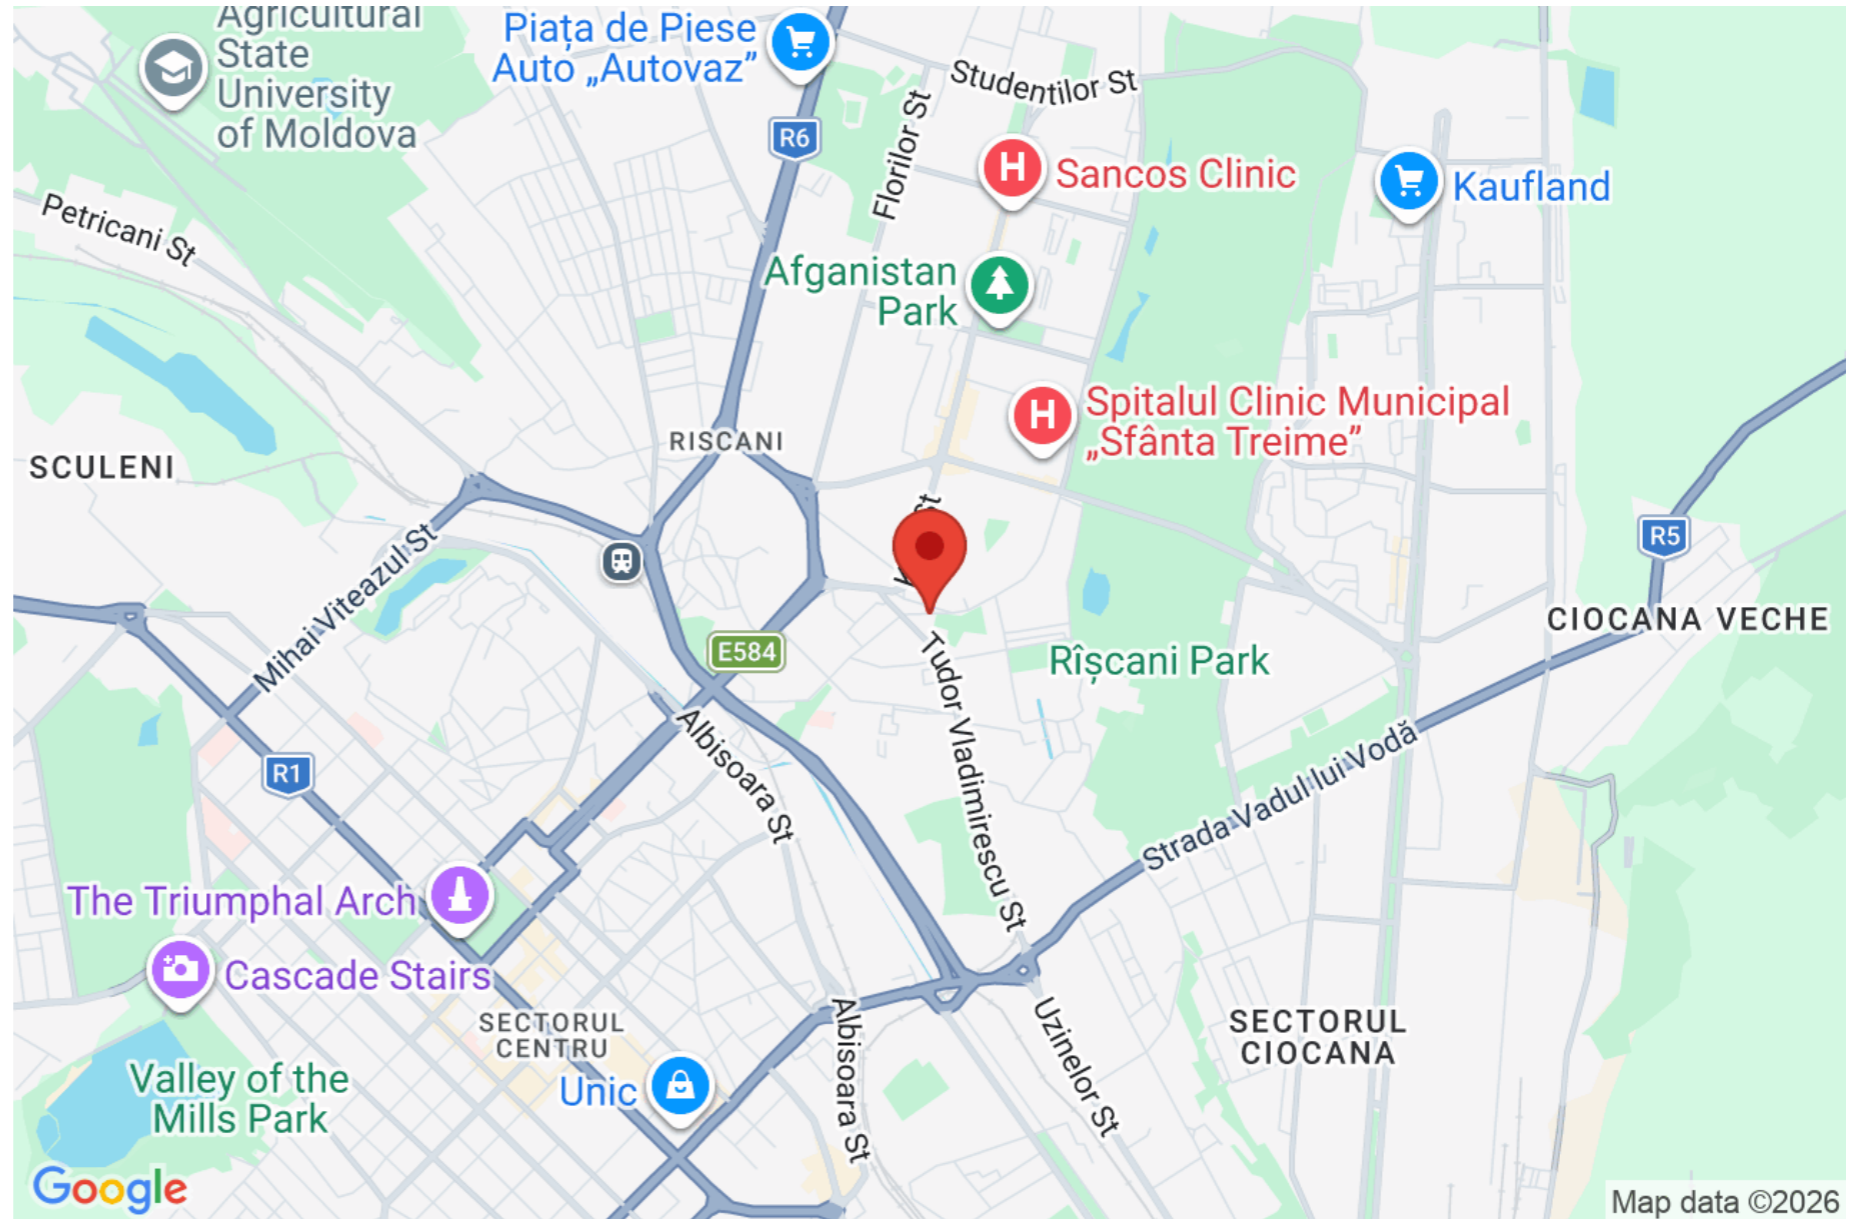 Agricultural
State
University
of Moldova
Piața de Piese
Auto „Autovaz”
Studentilor St
R6
Florilor St
H
Sancos Clinic
Kaufland
Petricani St
Afganistan
Park
H
Spitalul Clinic Municipal
„Sfânta Treime”
RISCANI
SCULENI
St
R5
Mihai Viteazul St
CIOCANA VECHE
E584
Rîșcani Park
Tudor Vladimirescu St
Albisoara St
R1
Strada Vadul lui Vodă
The Triumphal Arch
Cascade Stairs
SECTORUL
CENTRU
Albisoara St
Uzinelor St
SECTORUL
CIOCANA
Valley of the
Mills Park
Unic
Google
Map data ©2026